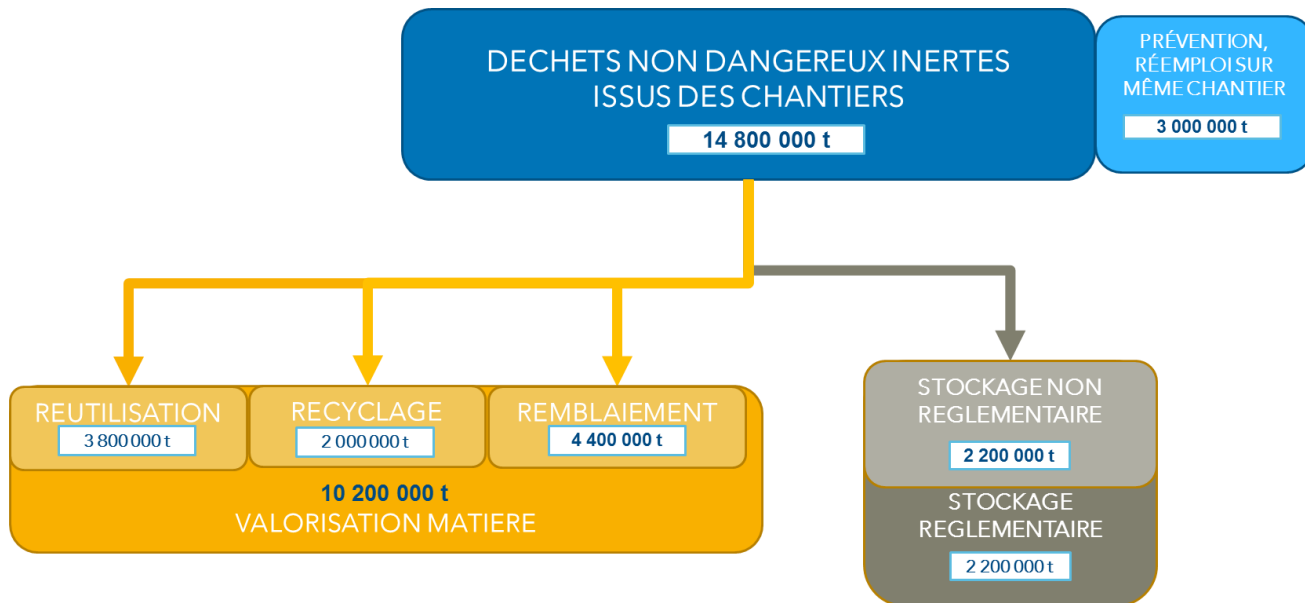 DECHETS NON DANGEREUX INERTES
ISSUS DES CHANTIERS
14 800 000 t
PRÉVENTION,
RÉEMPLOI SUR
MÊME CHANTIER
3 000 000 t
REUTILISATION
3 800 000 t
RECYCLAGE
2 000 000 t
REMBLAIEMENT
4 400 000 t
10 200 000 t
VALORISATION MATIERE
STOCKAGE NON
REGLEMENTAIRE
2 200 000 t
STOCKAGE
REGLEMENTAIRE
2 200 000 t